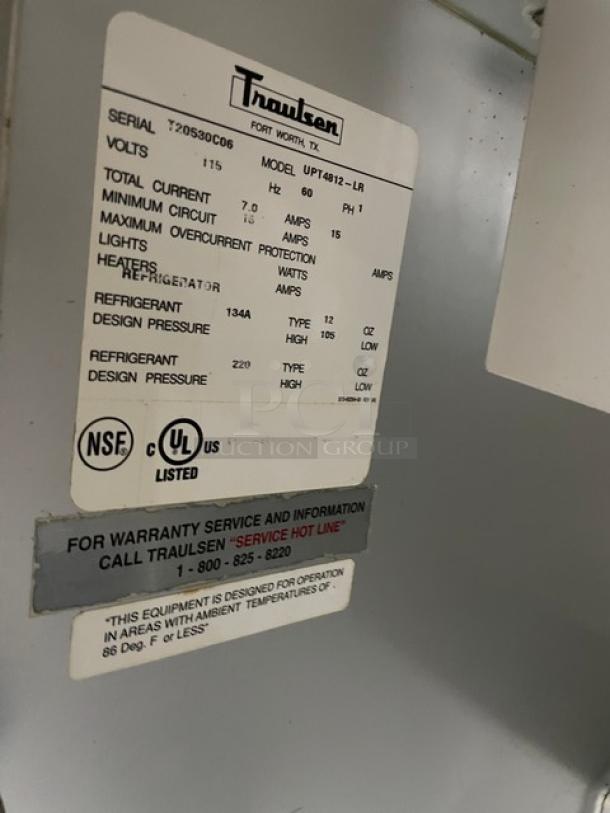 Traulsen
FORT WORTH, TX.
SERIAL T20530C06 MODEL UPT4812-LR
VOLTS 115 Hz 60 PH 1
TOTAL CURRENT 7.0 AMPS 15
MINIMUM CIRCUIT 15 AMPS
MAXIMUM OVERCURRENT PROTECTION AMPS
LIGHTS WATTS
HEATERS AMPS
REFRIGERATOR
REFRIGERANT 134A TYPE 12 OZ
DESIGN PRESSURE HIGH 105 LOW
REFRIGERANT 220 TYPE OZ
DESIGN PRESSURE HIGH LOW
NSF®
C UL US
LISTED
PCI
AUCTION GROUP
FOR WARRANTY SERVICE AND INFORMATION
CALL TRAULSEN "SERVICE HOT LINE"
1 - 800 - 825 - 8220
"THIS EQUIPMENT IS DESIGNED FOR OPERATION
IN AREAS WITH AMBIENT TEMPERATURES OF .
86 Deg. F or LESS"